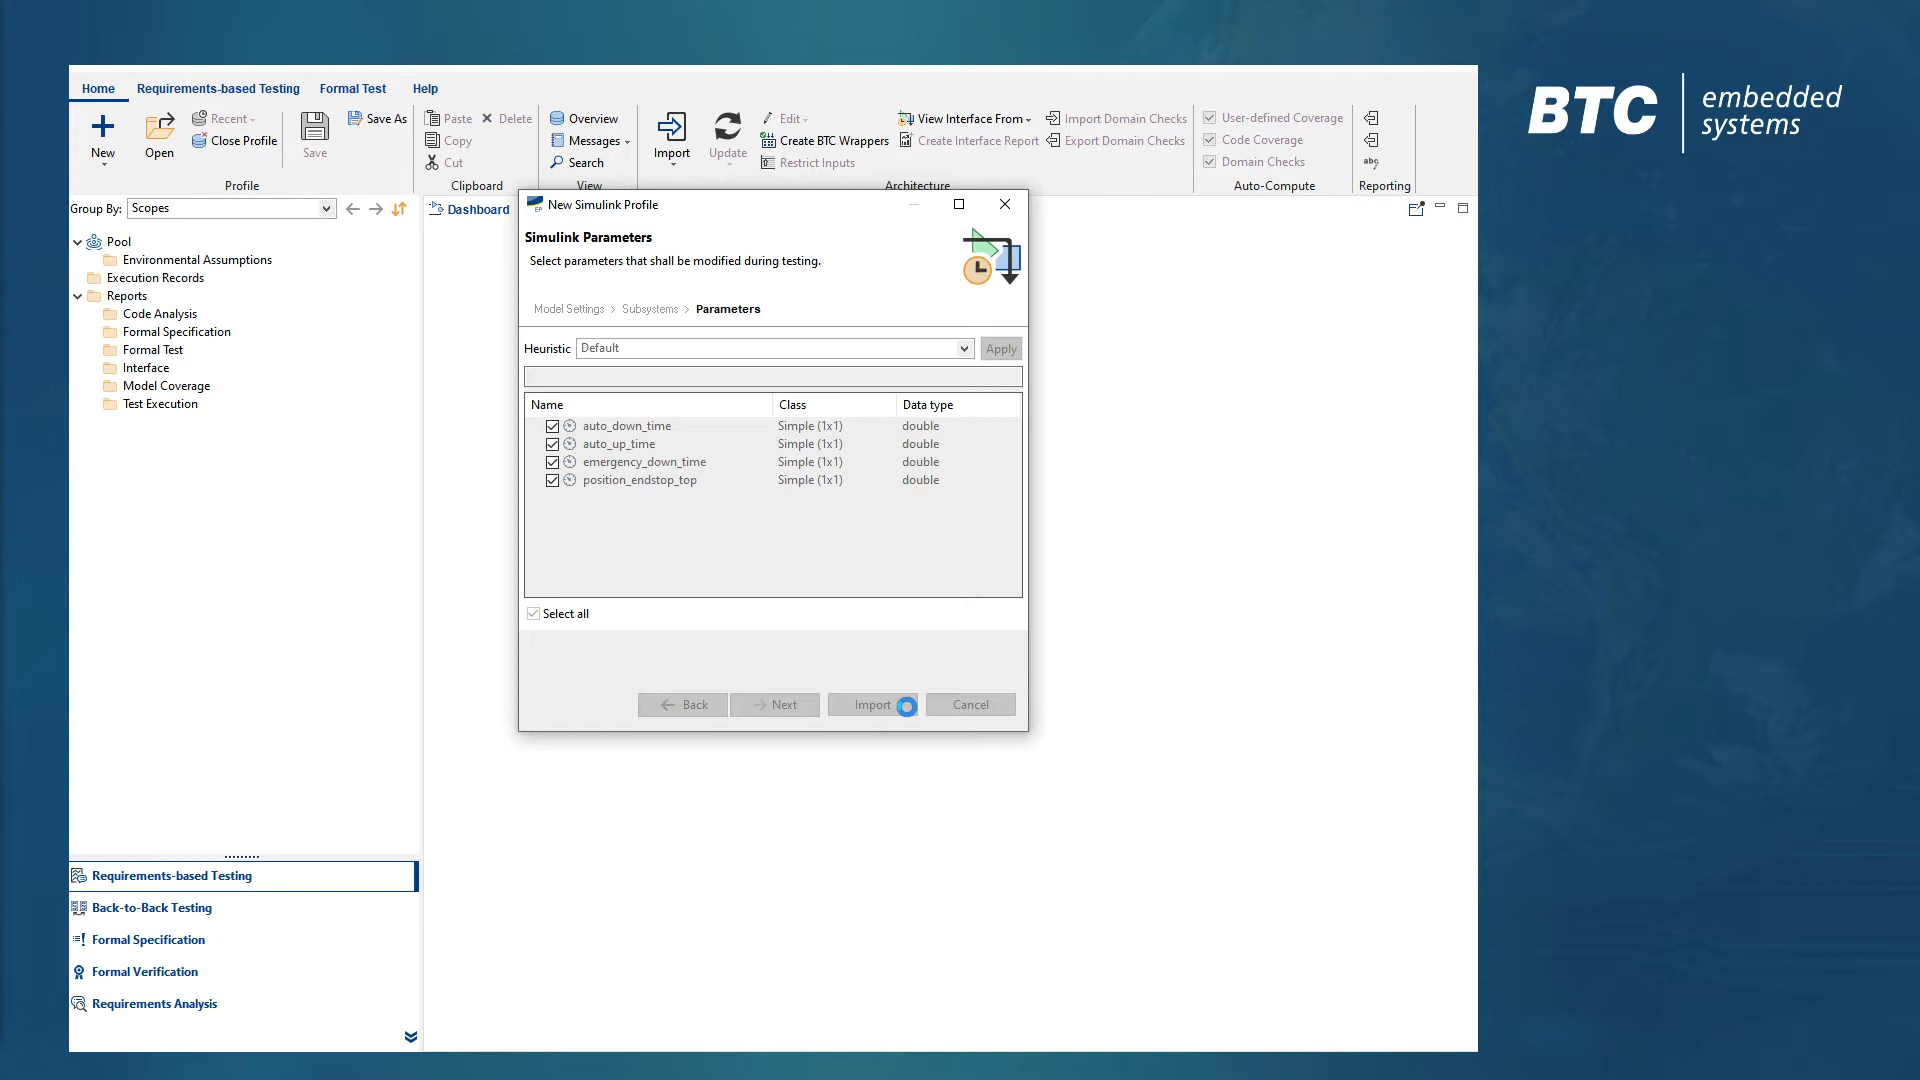 BTC embedded systems
Home Requirements-based Testing Formal Test Help
New
Open
Recent
Close Profile
Save
Save As
Profile
Paste Delete
Copy
Cut
Clipboard
Overview
Messages
Search
View
Import
Update
Edit
Create BTC Wrappers
Restrict Inputs
View Interface From
Create Interface Report
Import Domain Checks
Export Domain Checks
Architecture
User-defined Coverage
Code Coverage
Domain Checks
Auto-Compute
abc
Reporting
Group By: Scopes
Pool
Environmental Assumptions
Execution Records
Reports
Code Analysis
Formal Specification
Formal Test
Interface
Model Coverage
Test Execution
Dashboard
EP New Simulink Profile
Simulink Parameters
Select parameters that shall be modified during testing.
Model Settings > Subsystems > Parameters
Heuristic Default Apply
Name Class Data type
auto_down_time Simple (1x1) double
auto_up_time Simple (1x1) double
emergency_down_time Simple (1x1) double
position_endstop_top Simple (1x1) double
Select all
Back Next Import Cancel
Requirements-based Testing
Back-to-Back Testing
Formal Specification
Formal Verification
Requirements Analysis